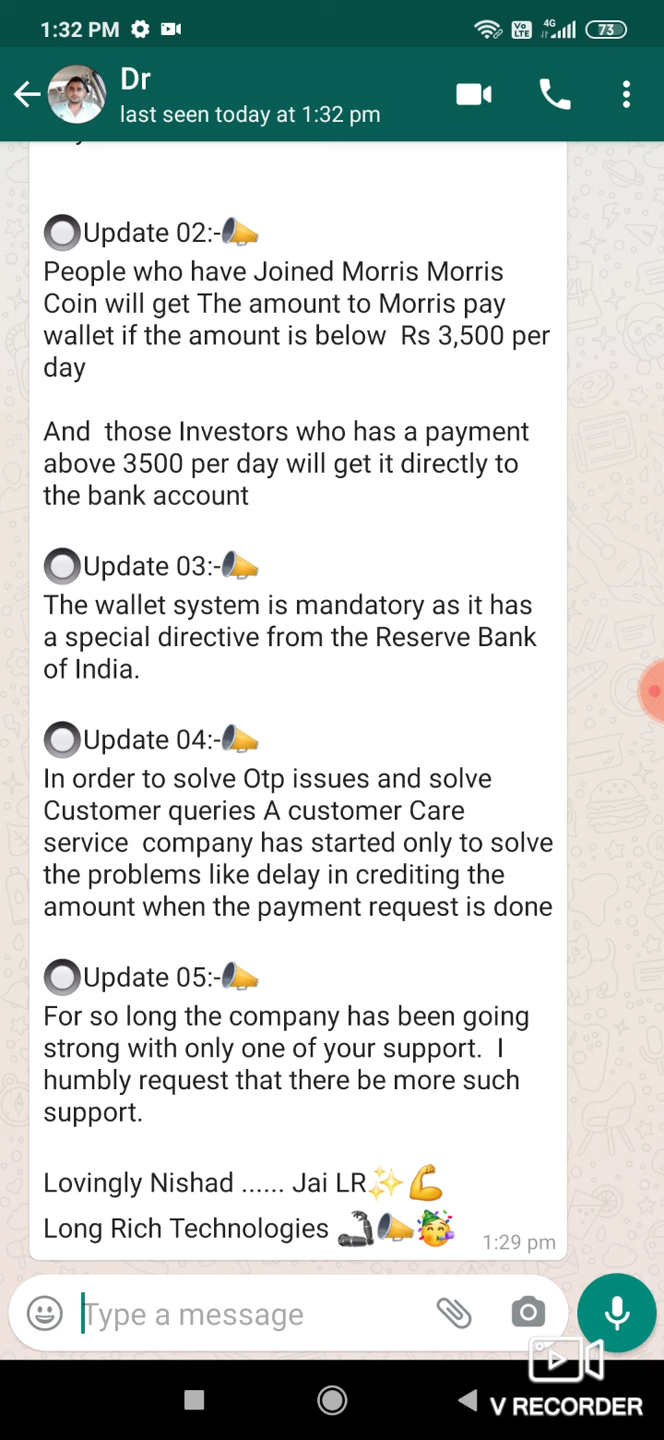 1:32 PM
Vo LTE 4G 73
Dr
last seen today at 1:32 pm
Update 02:-
People who have Joined Morris Morris
Coin will get The amount to Morris pay
wallet if the amount is below Rs 3,500 per
day
And those Investors who has a payment
above 3500 per day will get it directly to
the bank account
Update 03:-
The wallet system is mandatory as it has
a special directive from the Reserve Bank
of India.
Update 04:-
In order to solve Otp issues and solve
Customer queries A customer Care
service company has started only to solve
the problems like delay in crediting the
amount when the payment request is done
Update 05:-
For so long the company has been going
strong with only one of your support. I
humbly request that there be more such
support.
Lovingly Nishad ...... Jai LR
Long Rich Technologies
1:29 pm
Type a message
V RECORDER